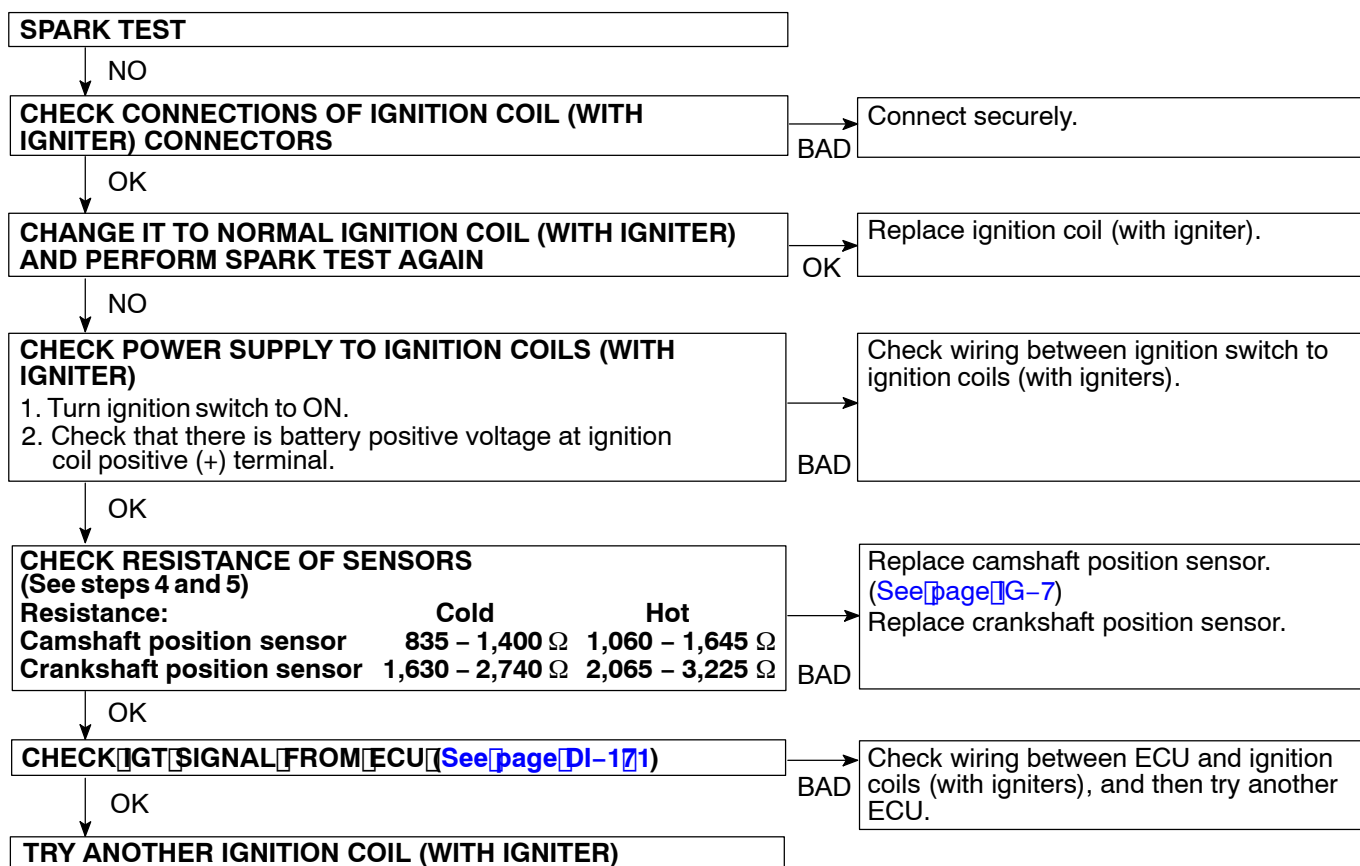 SPARK TEST
NO
CHECK CONNECTIONS OF IGNITION COIL (WITH
IGNITER) CONNECTORS
BAD
Connect securely.
OK
CHANGE IT TO NORMAL IGNITION COIL (WITH IGNITER)
AND PERFORM SPARK TEST AGAIN
OK
Replace ignition coil (with igniter).
NO
CHECK POWER SUPPLY TO IGNITION COILS (WITH
IGNITER)
1. Turn ignition switch to ON.
2. Check that there is battery positive voltage at ignition
coil positive (+) terminal.
BAD
Check wiring between ignition switch to
ignition coils (with igniters).
OK
CHECK RESISTANCE OF SENSORS
(See steps 4 and 5)
Resistance: Cold Hot
Camshaft position sensor 835 – 1,400 Ω 1,060 – 1,645 Ω
Crankshaft position sensor 1,630 – 2,740 Ω 2,065 – 3,225 Ω
BAD
Replace camshaft position sensor.
(See page IG–7)
Replace crankshaft position sensor.
OK
CHECK IGT SIGNAL FROM ECU (See page DI–171)
BAD
Check wiring between ECU and ignition
coils (with igniters), and then try another
ECU.
OK
TRY ANOTHER IGNITION COIL (WITH IGNITER)